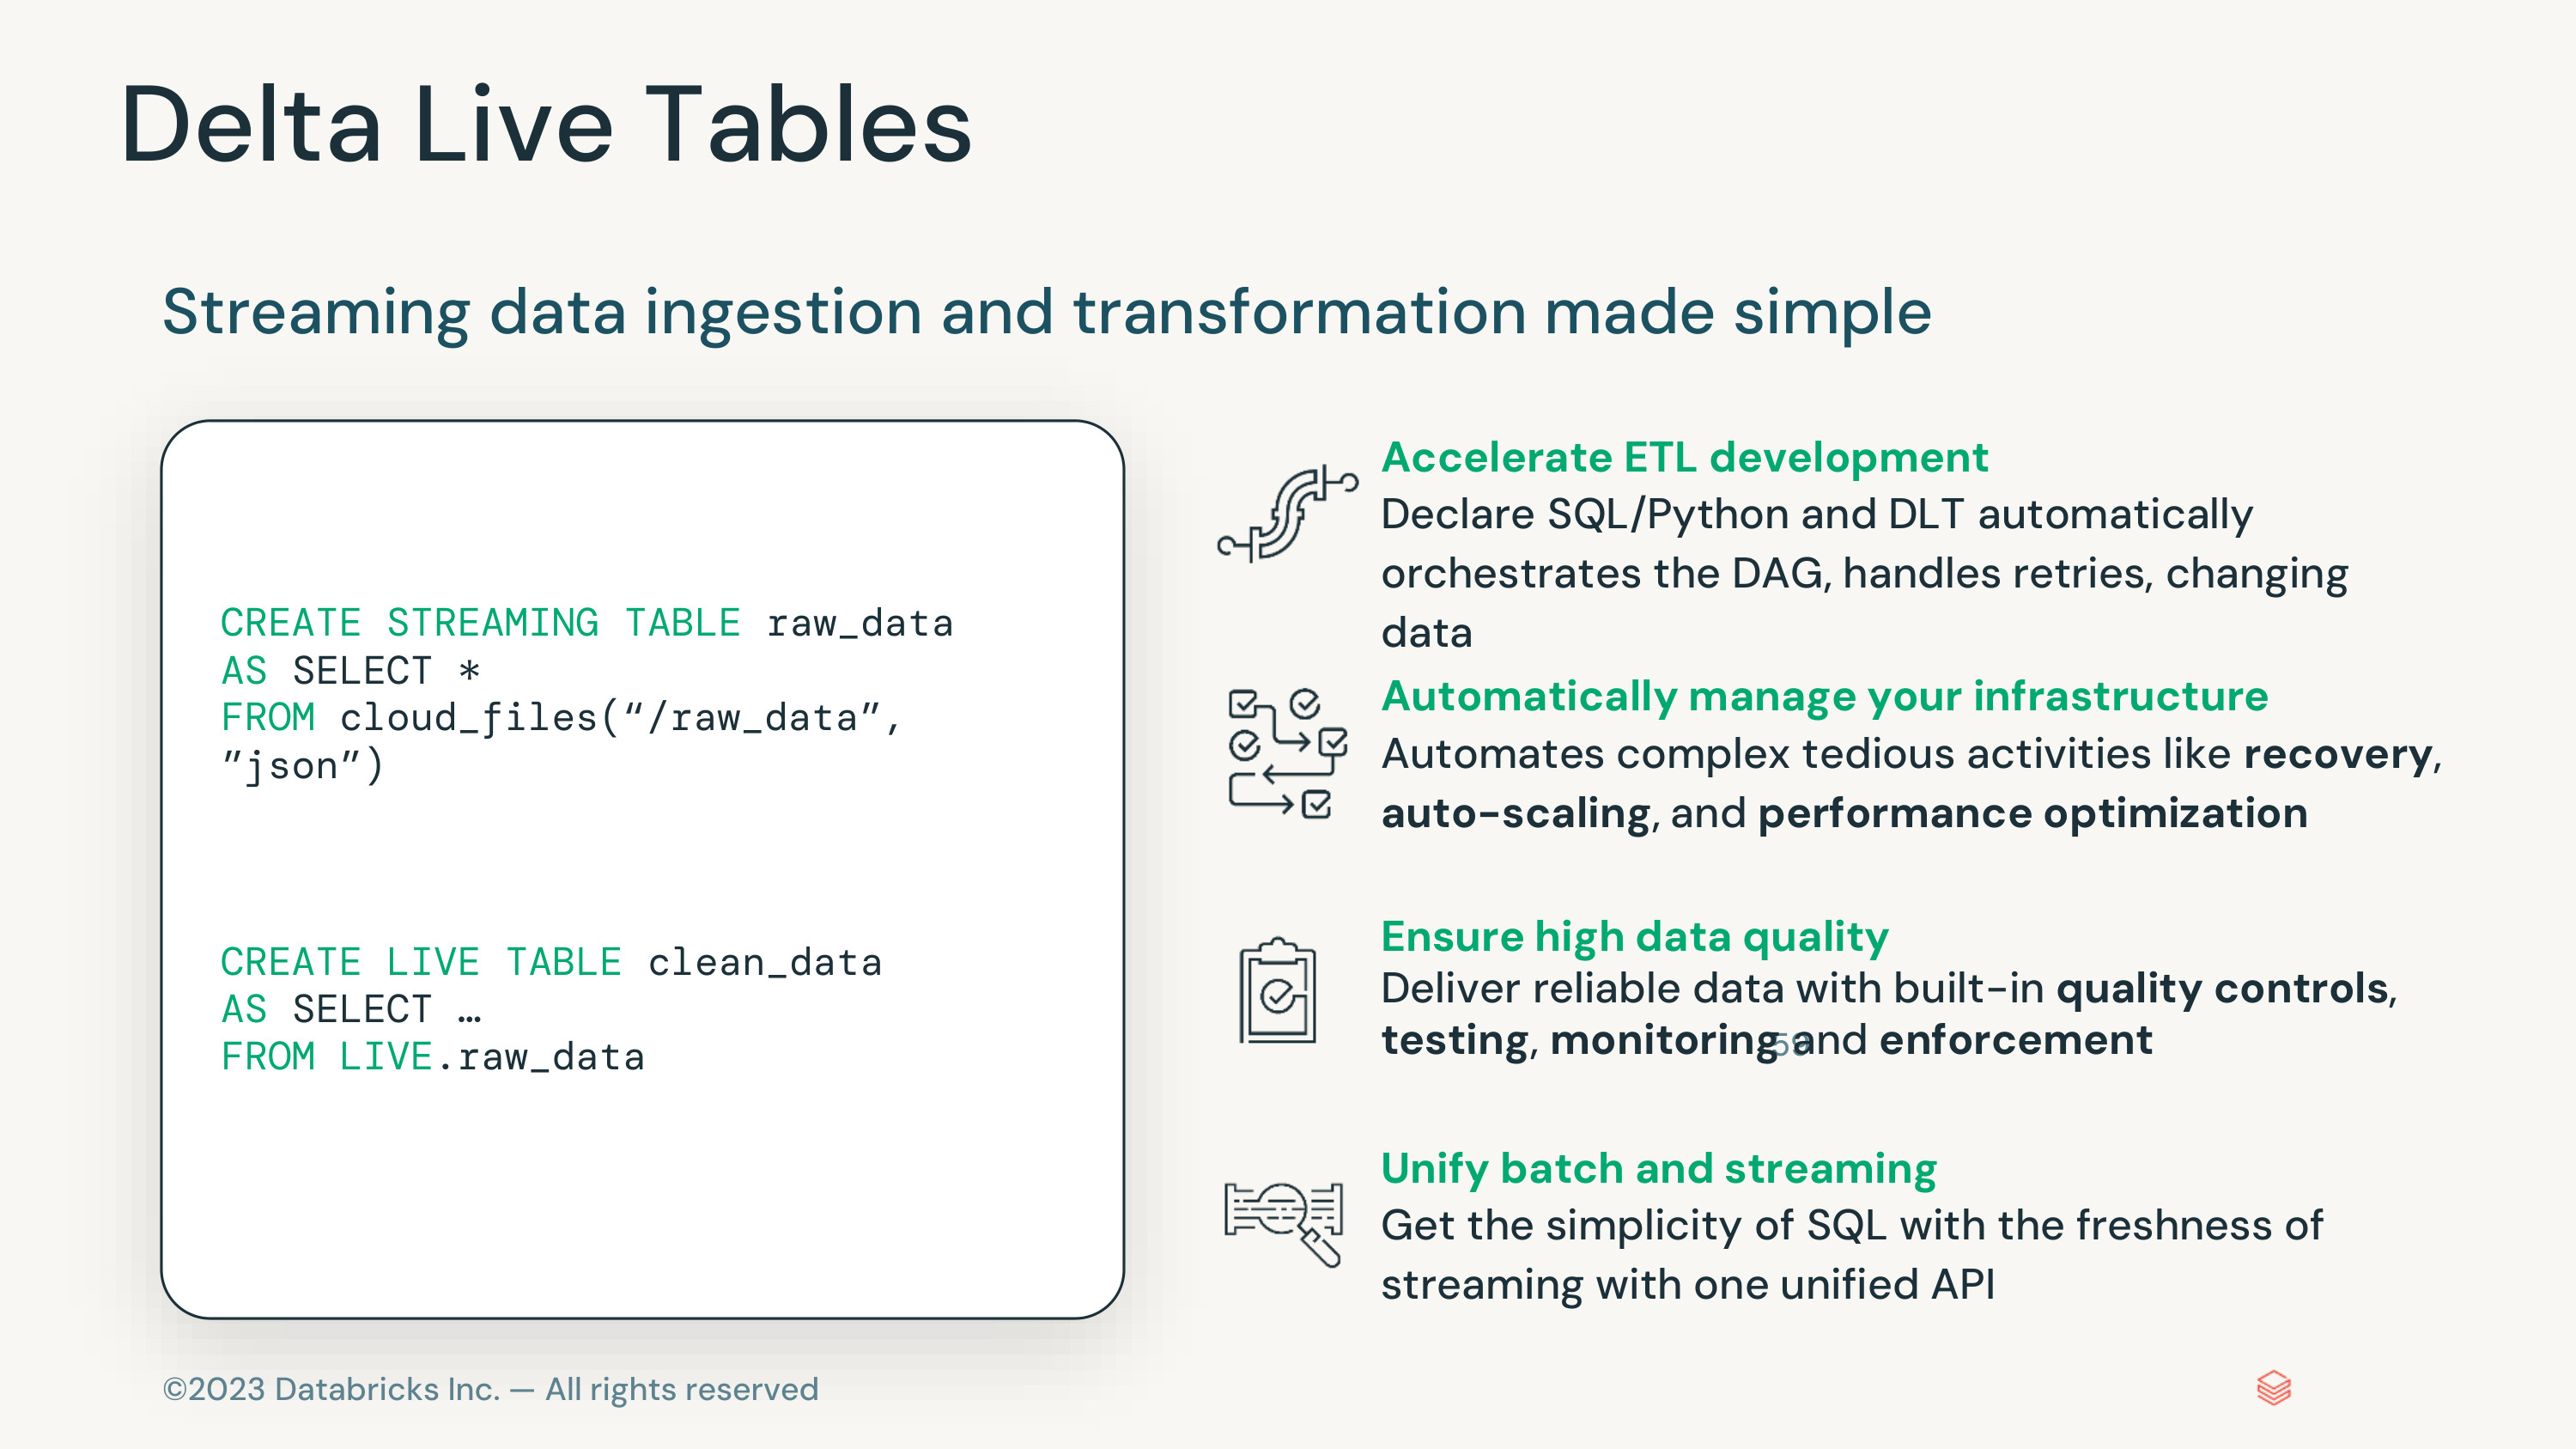 Delta Live Tables
Streaming data ingestion and transformation made simple
CREATE STREAMING TABLE raw_data
AS SELECT *
FROM cloud_files(“/raw_data”,
”json”)
CREATE LIVE TABLE clean_data
AS SELECT …
FROM LIVE.raw_data
Accelerate ETL development
Declare SQL/Python and DLT automatically
orchestrates the DAG, handles retries, changing
data
Automatically manage your infrastructure
Automates complex tedious activities like recovery,
auto-scaling, and performance optimization
Ensure high data quality
Deliver reliable data with built-in quality controls,
testing, monitoring and enforcement
Unify batch and streaming
Get the simplicity of SQL with the freshness of
streaming with one unified API
©2023 Databricks Inc. — All rights reserved